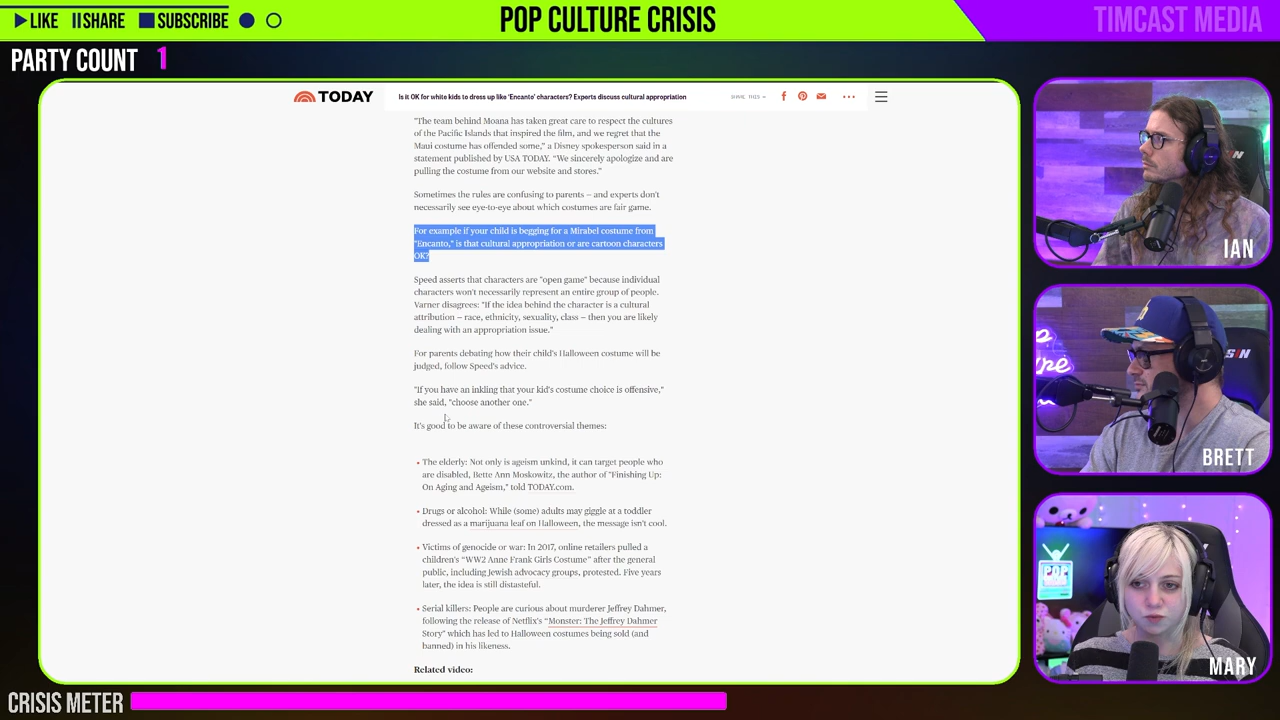 LIKE SHARE SUBSCRIBE
POP CULTURE CRISIS
TIMCAST MEDIA
PARTY COUNT 1
TODAY
Is it OK for white kids to dress up like 'Encanto' characters? Experts discuss cultural appropriation
SHARE THIS –
"The team behind Moana has taken great care to respect the cultures
of the Pacific Islands that inspired the film, and we regret that the
Maui costume has offended some," a Disney spokesperson said in a
statement published by USA TODAY. "We sincerely apologize and are
pulling the costume from our website and stores."
Sometimes the rules are confusing to parents — and experts don't
necessarily see eye-to-eye about which costumes are fair game.
For example if your child is begging for a Mirabel costume from
"Encanto," is that cultural appropriation or are cartoon characters
OK?
Speed asserts that characters are "open game" because individual
characters won't necessarily represent an entire group of people.
Varner disagrees: "If the idea behind the character is a cultural
attribution — race, ethnicity, sexuality, class — then you are likely
dealing with an appropriation issue."
For parents debating how their child's Halloween costume will be
judged, follow Speed's advice.
"If you have an inkling that your kid's costume choice is offensive,"
she said, "choose another one."
It's good to be aware of these controversial themes:
• The elderly: Not only is ageism unkind, it can target people who
are disabled, Bette Ann Moskowitz, the author of "Finishing Up:
On Aging and Ageism," told TODAY.com.
• Drugs or alcohol: While (some) adults may giggle at a toddler
dressed as a marijuana leaf on Halloween, the message isn't cool.
• Victims of genocide or war: In 2017, online retailers pulled a
children's "WW2 Anne Frank Girls Costume" after the general
public, including Jewish advocacy groups, protested. Five years
later, the idea is still distasteful.
• Serial killers: People are curious about murderer Jeffrey Dahmer,
following the release of Netflix's "Monster: The Jeffrey Dahmer
Story" which has led to Halloween costumes being sold (and
banned) in his likeness.
Related video:
IAN
BRETT
MARY
CRISIS METER